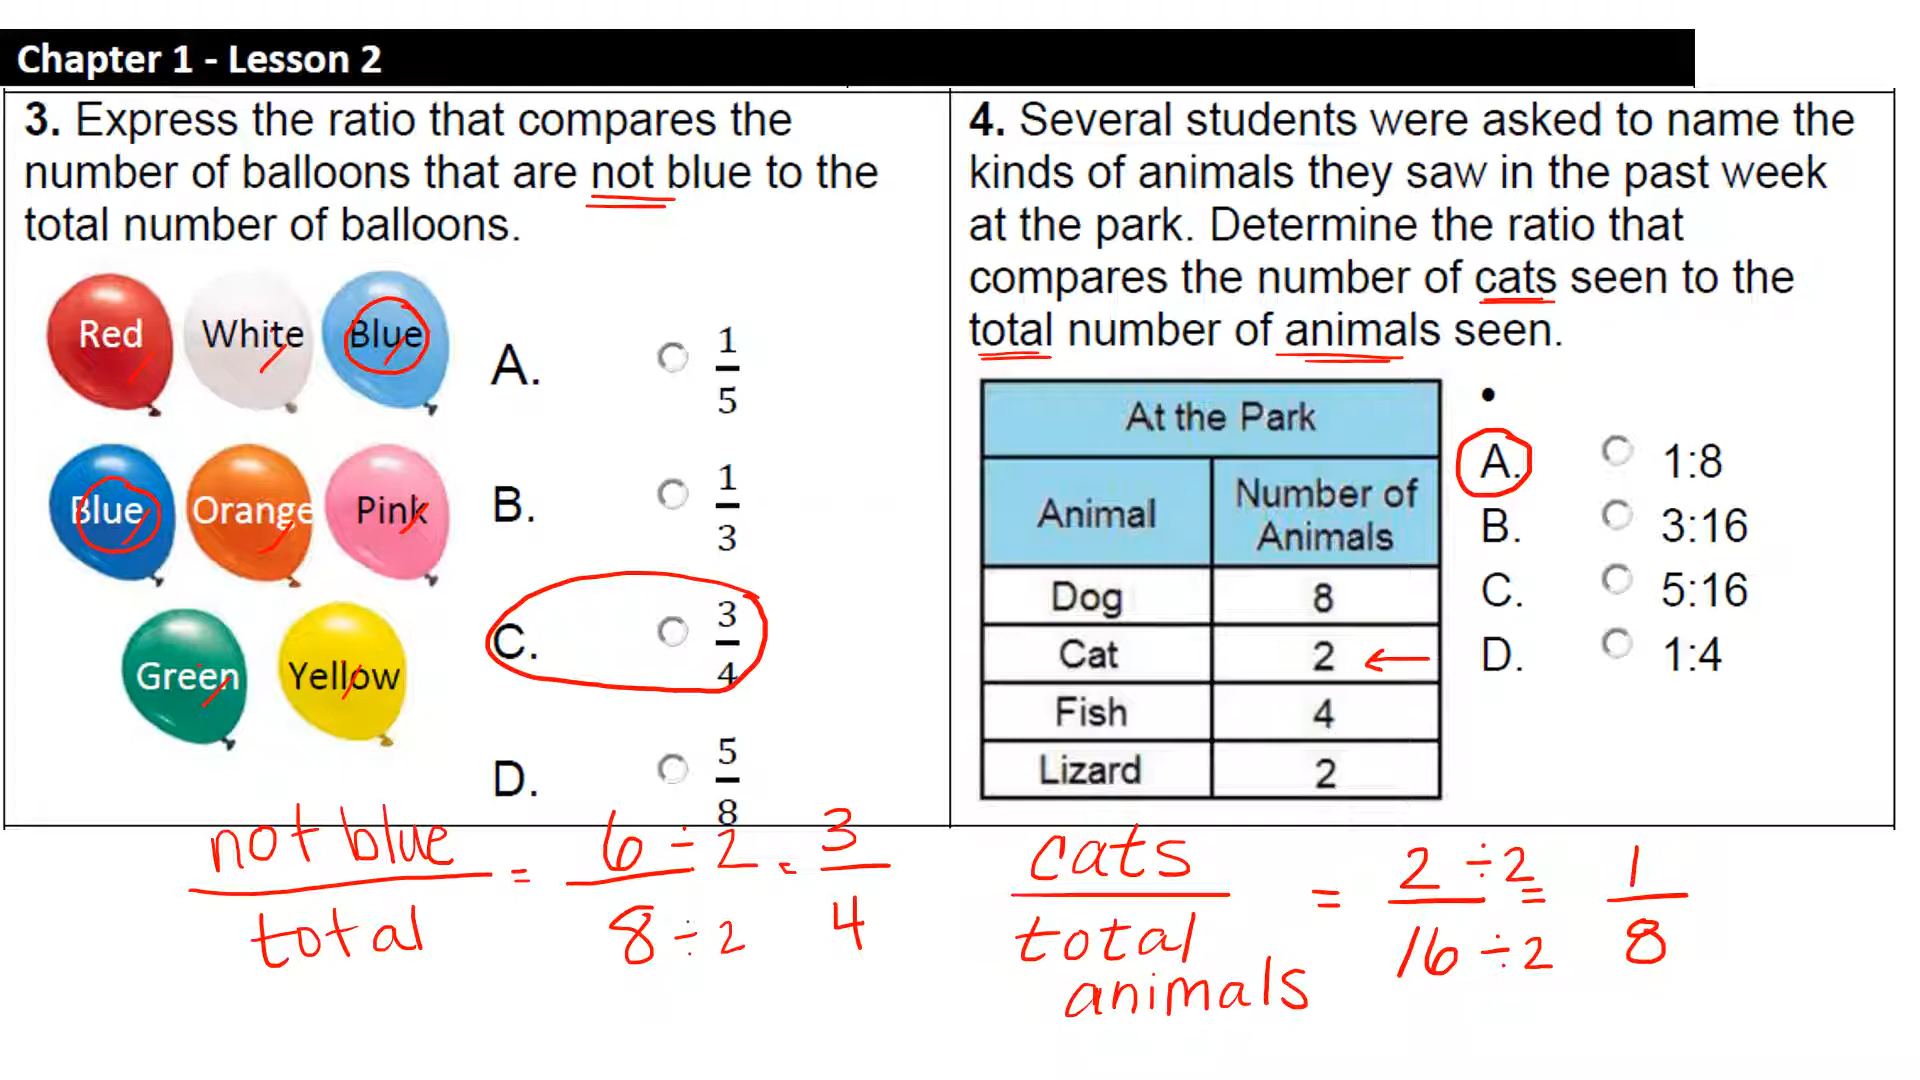 Chapter 1 - Lesson 2
3. Express the ratio that compares the
number of balloons that are not blue to the
total number of balloons.
Red White Blue
Blue Orange Pink
Green Yellow
A. 1/5
B. 1/3
C. 3/4
D. 5/8
not blue / total = 6 ÷ 2 / 8 ÷ 2 = 3/4
4. Several students were asked to name the
kinds of animals they saw in the past week
at the park. Determine the ratio that
compares the number of cats seen to the
total number of animals seen.
At the Park
Animal Number of Animals
Dog 8
Cat 2
Fish 4
Lizard 2
•
A. 1:8
B. 3:16
C. 5:16
D. 1:4
cats / total animals = 2 ÷ 2 / 16 ÷ 2 = 1/8